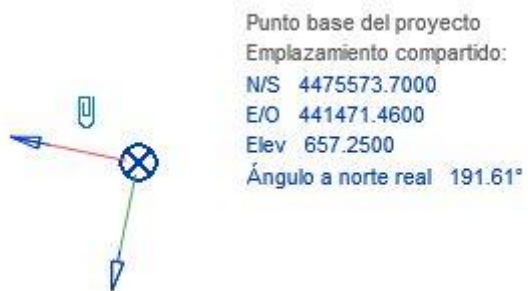 Punto base del proyecto
Emplazamiento compartido:
N/S 4475573.7000
E/O 441471.4600
Elev 657.2500
Ángulo a norte real 191.61°